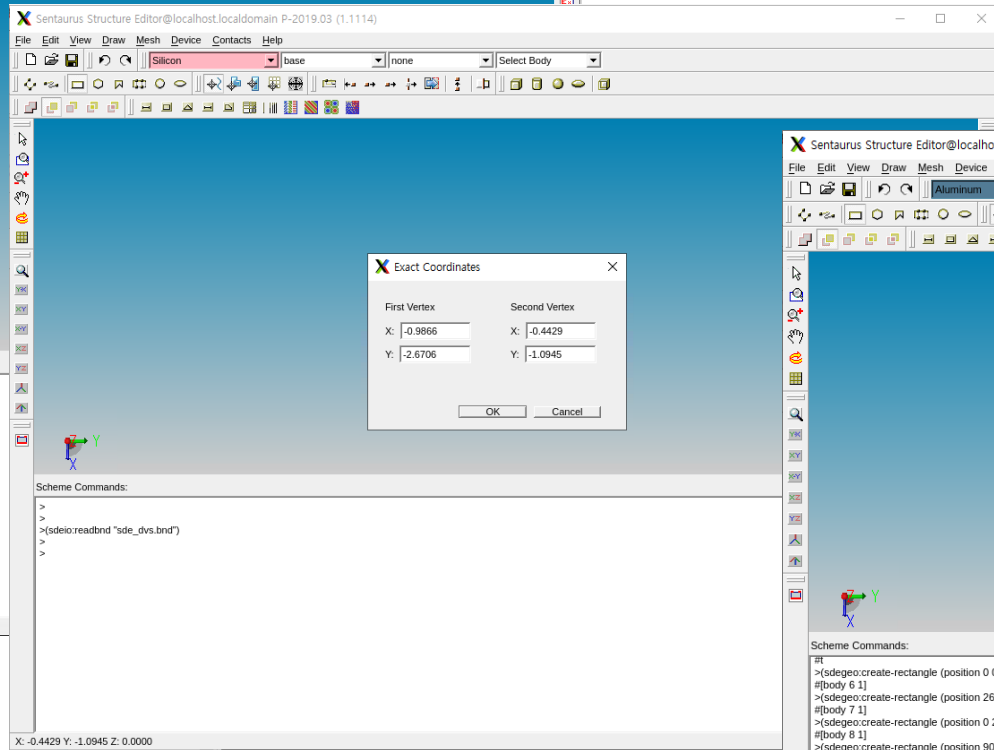 Sentaurus Structure Editor@localhost.localdomain P-2019.03 (1.1114)
File Edit View Draw Mesh Device Contacts Help
Silicon base none Select Body
Exact Coordinates
First Vertex Second Vertex
X: -0.9866 X: -0.4429
Y: -2.6706 Y: -1.0945
OK Cancel
Y
X
Scheme Commands:
>
>
>(sdeio:readbnd "sde_dvs.bnd")
>
>
X: -0.4429 Y: -1.0945 Z: 0.0000
Sentaurus Structure Editor@localho
File Edit View Draw Mesh Device
Aluminum
Y
X
Scheme Commands:
#t
>(sdegeo:create-rectangle (position 0
#[body 6 1]
>(sdegeo:create-rectangle (position 26
#[body 7 1]
>(sdegeo:create-rectangle (position 0
#[body 8 1]
>(sdegeo:create-rectangle (position 90